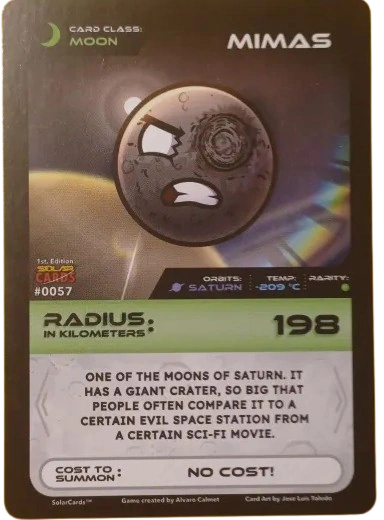 CARD CLASS:
MOON
MIMAS
1st. Edition
SOLAR
CARDS
#0057
ORBITS:
SATURN
TEMP:
-209 °C
RARITY:
RADIUS:
IN KILOMETERS
198
ONE OF THE MOONS OF SATURN. IT
HAS A GIANT CRATER, SO BIG THAT
PEOPLE OFTEN COMPARE IT TO A
CERTAIN EVIL SPACE STATION FROM
A CERTAIN SCI-FI MOVIE.
COST TO
SUMMON:
NO COST!
SolarCards™
Game created by Alvaro Calmet
Card Art by Jose Luis Toledo